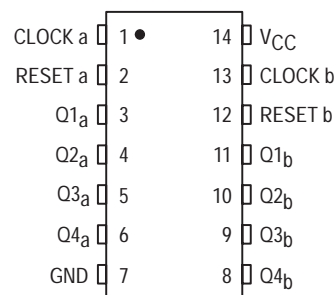 CLOCK a 1 14 VCC
RESET a 2 13 CLOCK b
Q1a 3 12 RESET b
Q2a 4 11 Q1b
Q3a 5 10 Q2b
Q4a 6 9 Q3b
GND 7 8 Q4b